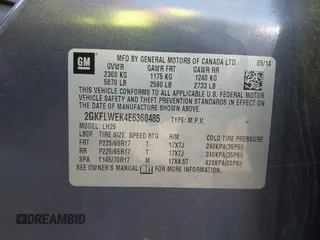 GM
MFD BY GENERAL MOTORS OF CANADA LTD.
05/14
GVWR GAWR FRT GAWR RR
2300 KG 1175 KG 1240 KG
5070 LB 2590 LB 2733 LB
THIS VEHICLE CONFORMS TO ALL APPLICABLE U.S. FEDERAL MOTOR VEHICLE SAFETY, BUMPER, AND THEFT PREVENTION STANDARDS IN EFFECT ON THE DATE OF MANUFACTURE SHOWN ABOVE.
2GKFLWEK4E6360485 TYPE: M.P.V.
MODEL: LH26
LBDF TIRE SIZE SPEED RTG RIM COLD TIRE PRESSURE
FRT P225/65R17 T 17X7J 240KPA(35PSI)
RR P225/65R17 T 17X7J 240KPA(35PSI)
SPA T145/70R17 M 17X4.5T 420KPA(60PSI)
SEE OWNER'S MANUAL
DREAMBID